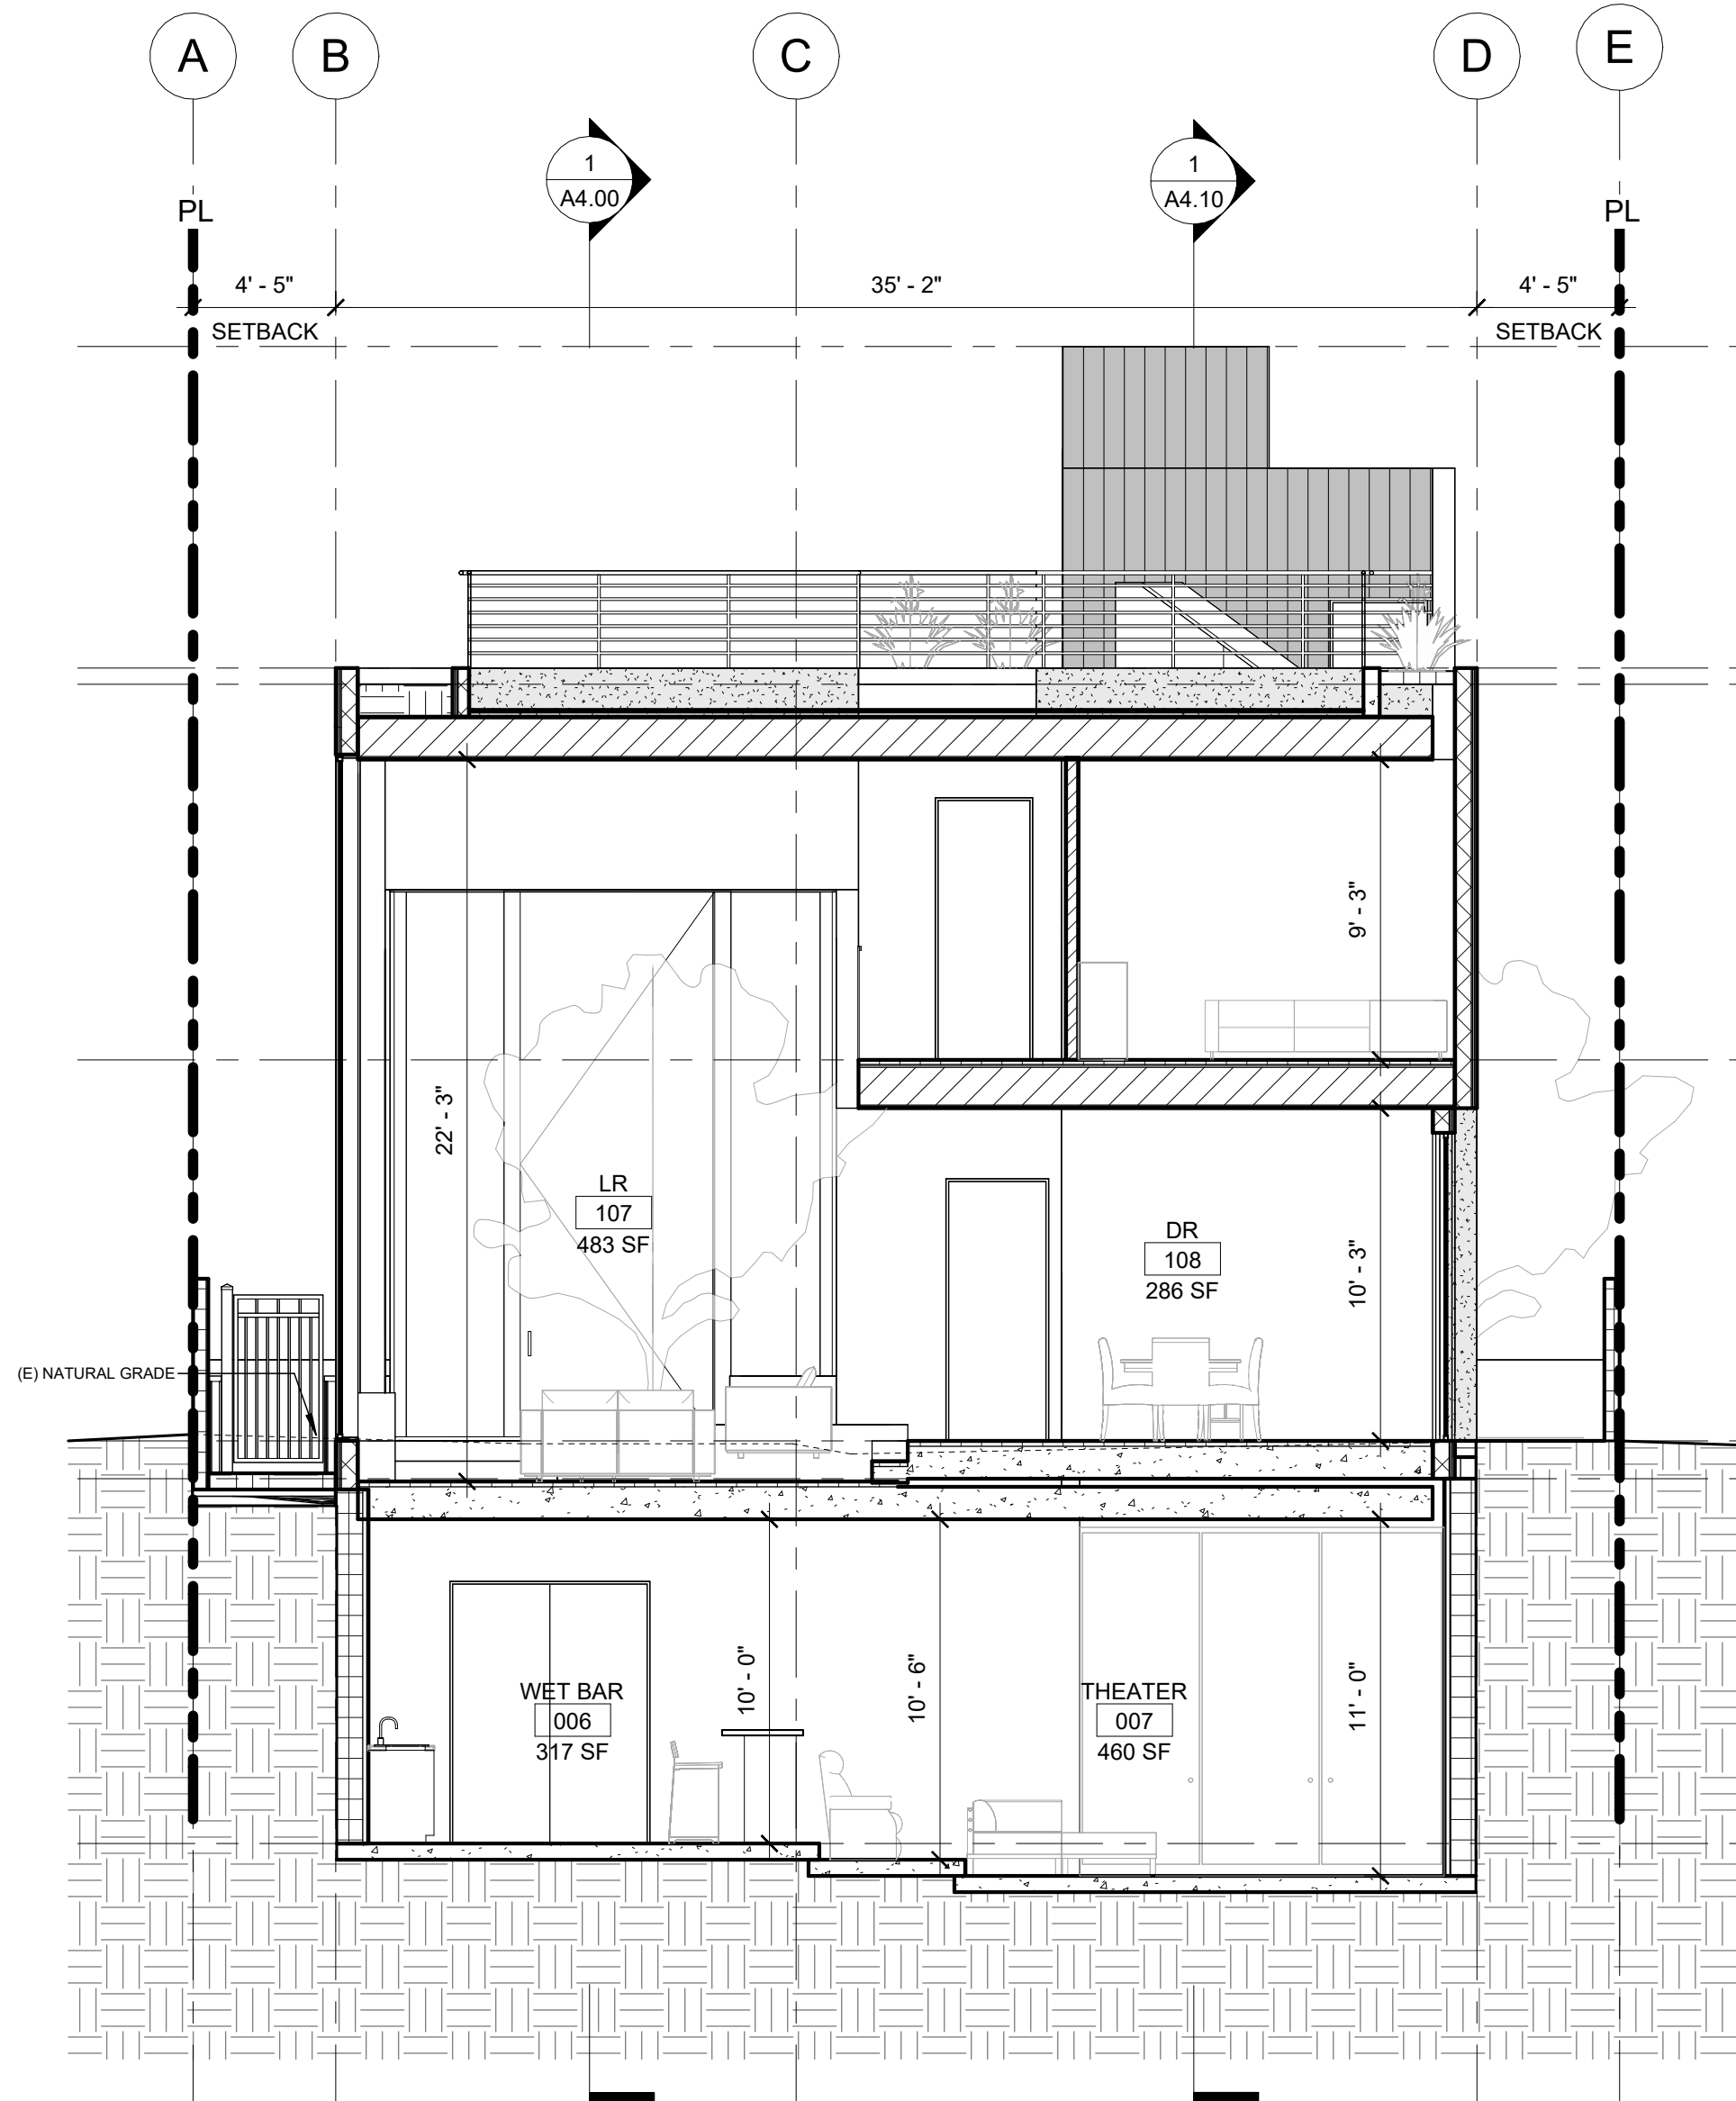 A
B
C
D
E
1
A4.00
1
A4.10
PL
PL
4' - 5"
35' - 2"
4' - 5"
SETBACK
SETBACK
9' - 3"
22' - 3"
LR
107
483 SF
DR
108
286 SF
10' - 3"
(E) NATURAL GRADE
WET BAR
006
317 SF
10' - 0"
10' - 6"
THEATER
007
460 SF
11' - 0"